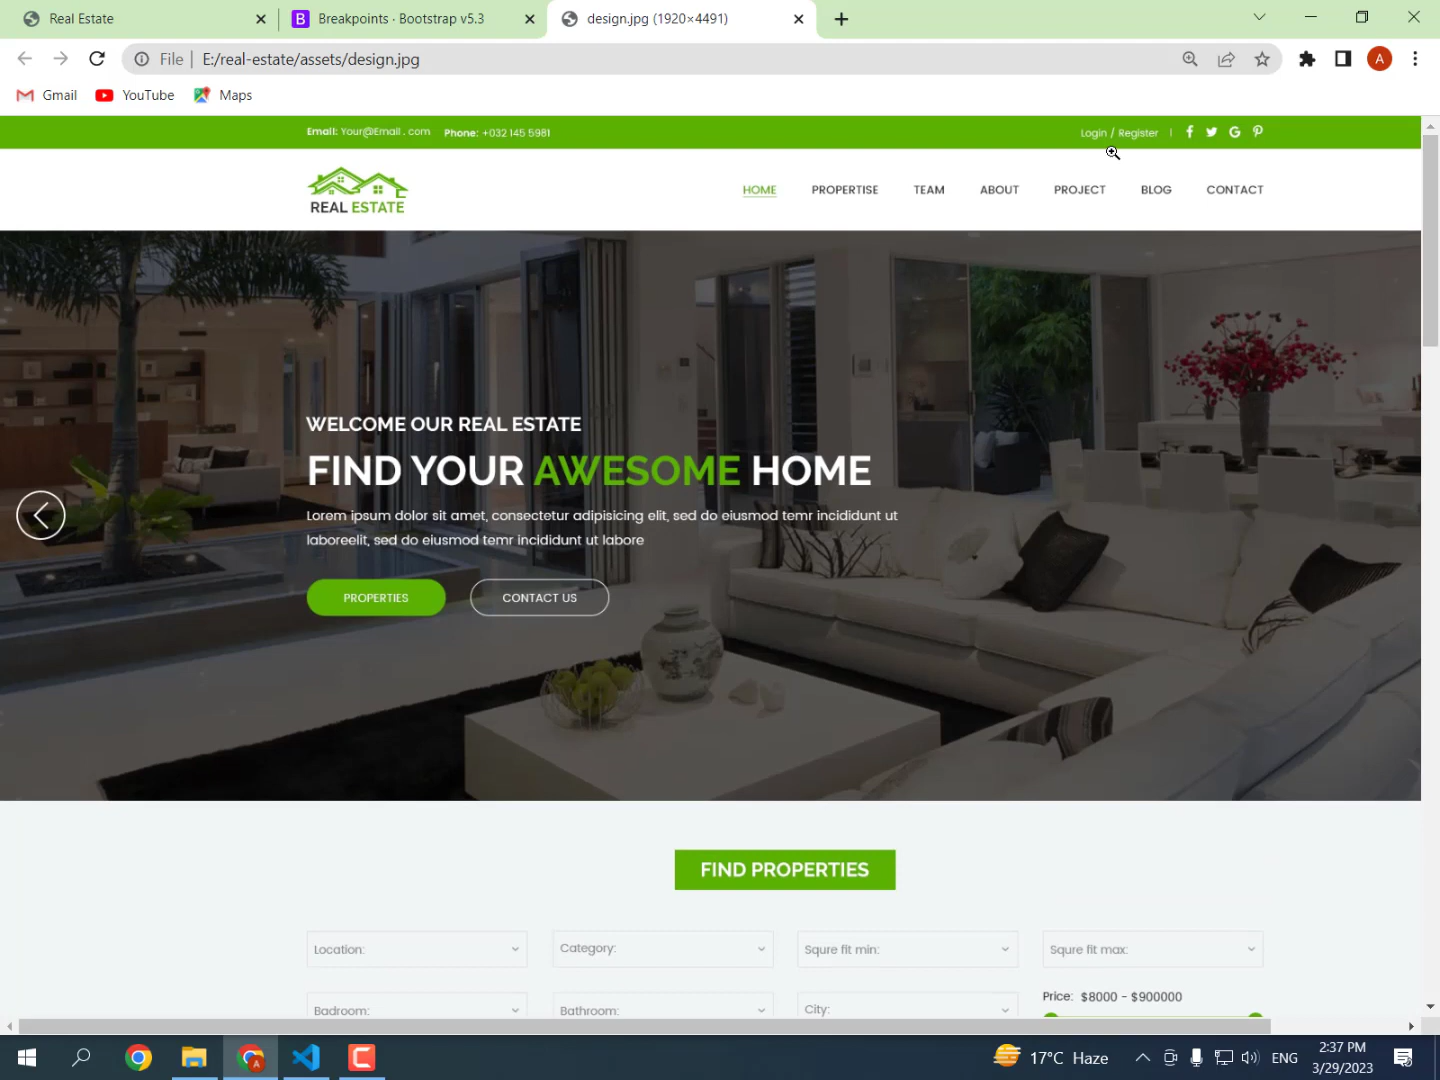 Real Estate
Breakpoints · Bootstrap v5.3
design.jpg (1920×4491)
File
E:/real-estate/assets/design.jpg
A
Gmail
YouTube
Maps
Email: Your@Email . com
Phone: +032 145 5981
Login / Register
REAL ESTATE
HOME
PROPERTISE
TEAM
ABOUT
PROJECT
BLOG
CONTACT
WELCOME OUR REAL ESTATE
FIND YOUR AWESOME HOME
Lorem ipsum dolor sit amet, consectetur adipisicing elit, sed do eiusmod temr incididunt ut
laboreelit, sed do eiusmod temr incididunt ut labore
PROPERTIES
CONTACT US
FIND PROPERTIES
Location:
Category:
Squre fit min:
Squre fit max:
Badroom:
Bathroom:
City:
Price: $8000 - $900000
17°C Haze
ENG
2:37 PM
3/29/2023